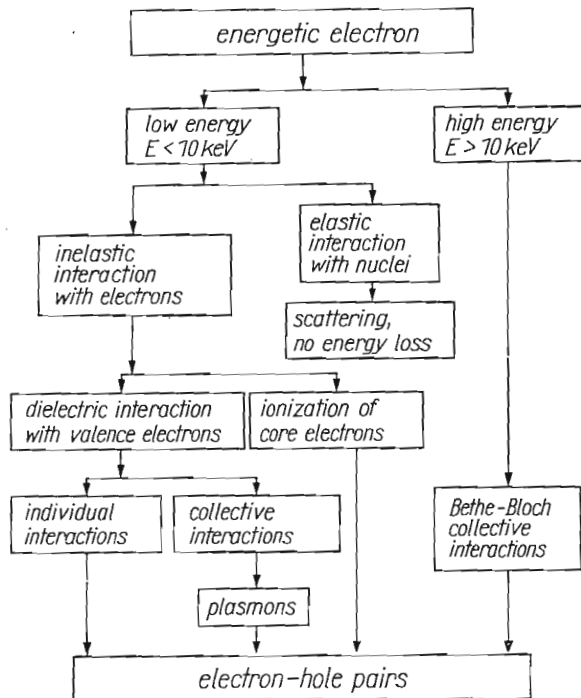 energetic electron
low energy
E < 10 keV
high energy
E > 10 keV
inelastic
interaction
with electrons
elastic
interaction
with nuclei
scattering,
no energy loss
dielectric interaction
with valence electrons
ionization of
core electrons
individual
interactions
collective
interactions
Bethe-Bloch
collective
interactions
plasmons
electron-hole pairs